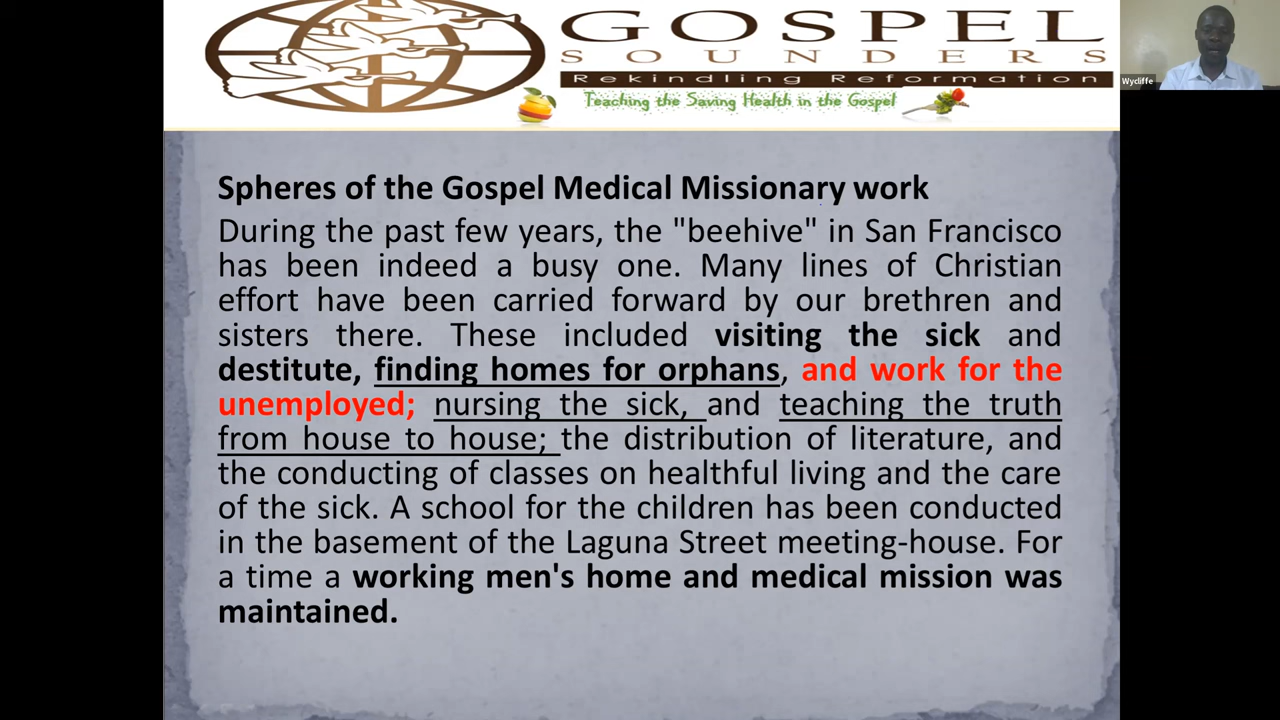 GOSPEL
SOUNDERS
Rekindling Reformation
Teaching the Saving Health in the Gospel
Wycliffe
Spheres of the Gospel Medical Missionary work
During the past few years, the "beehive" in San Francisco
has been indeed a busy one. Many lines of Christian
effort have been carried forward by our brethren and
sisters there. These included visiting the sick and
destitute, finding homes for orphans, and work for the
unemployed; nursing the sick, and teaching the truth
from house to house; the distribution of literature, and
the conducting of classes on healthful living and the care
of the sick. A school for the children has been conducted
in the basement of the Laguna Street meeting-house. For
a time a working men's home and medical mission was
maintained.